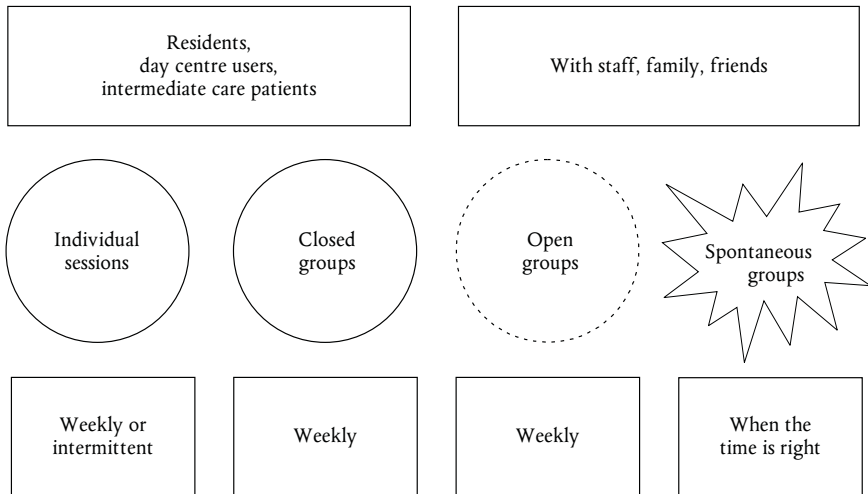 Residents,
day centre users,
intermediate care patients
With staff, family, friends
Individual
sessions
Closed
groups
Open
groups
Spontaneous
groups
Weekly or
intermittent
Weekly
Weekly
When the
time is right